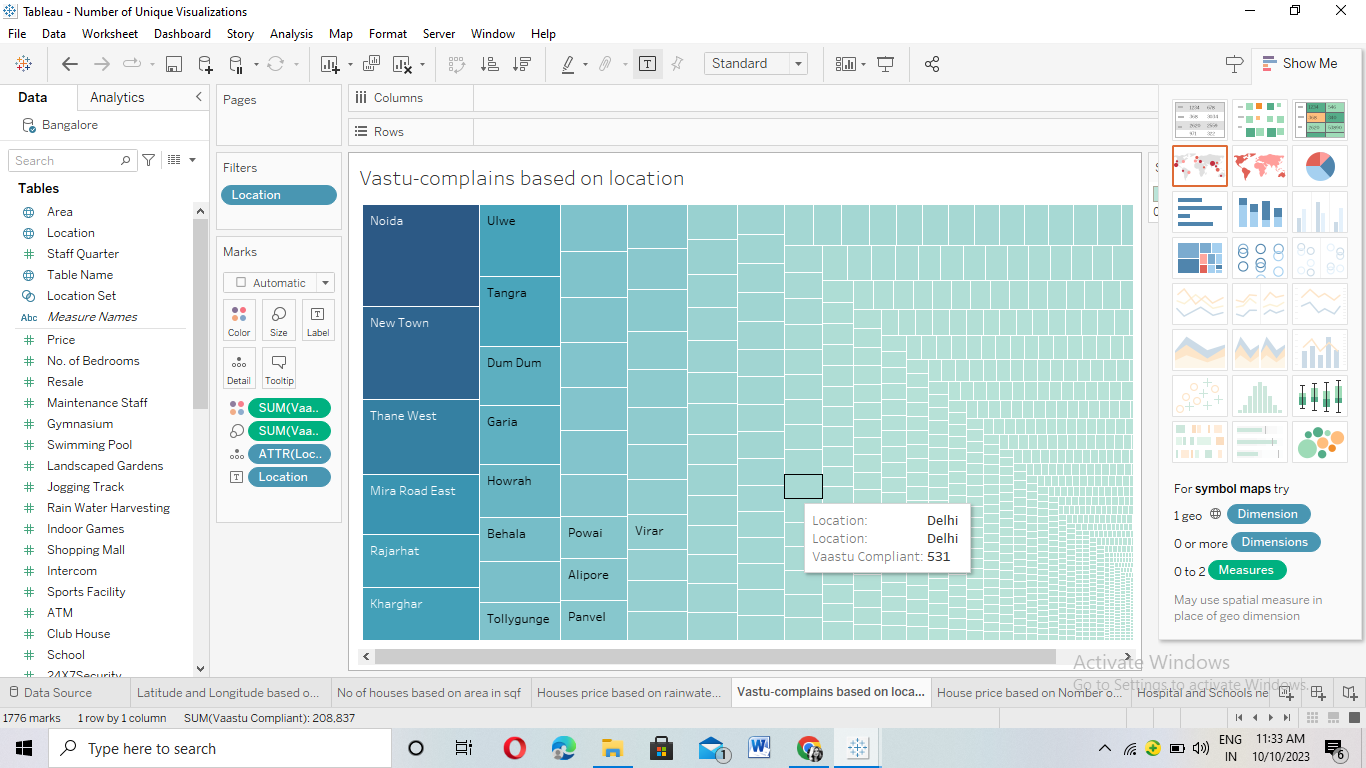 Tableau - Number of Unique Visualizations
File Data Worksheet Dashboard Story Analysis Map Format Server Window Help
Standard
Show Me
Data Analytics
Bangalore
Search
Tables
Area
Location
Staff Quarter
Table Name
Location Set
Abc Measure Names
Price
No. of Bedrooms
Resale
Maintenance Staff
Gymnasium
Swimming Pool
Landscaped Gardens
Jogging Track
Rain Water Harvesting
Indoor Games
Shopping Mall
Intercom
Sports Facility
ATM
Club House
School
24X7Security
Pages
Filters
Location
Marks
Automatic
Color Size Label
Detail Tooltip
SUM(Vaa..
SUM(Vaa..
ATTR(Loc..
Location
Columns
Rows
Vastu-complains based on location
Noida
New Town
Thane West
Mira Road East
Rajarhat
Kharghar
Ulwe
Tangra
Dum Dum
Garia
Howrah
Behala
Tollygunge
Powai
Alipore
Panvel
Virar
Location: Delhi
Location: Delhi
Vaastu Compliant: 531
For symbol maps try
1 geo Dimension
0 or more Dimensions
0 to 2 Measures
May use spatial measure in
place of geo dimension
Activate Windows
Go to Settings to activate Windows.
Data Source
Latitude and Longitude based o...
No of houses based on area in sqf
Houses price based on rainwate...
Vastu-complains based on loca...
House price based on Nomber o...
Hospital and Schools ne
1776 marks 1 row by 1 column SUM(Vaastu Compliant): 208,837
Type here to search
1
ENG
IN
11:33 AM
10/10/2023
6